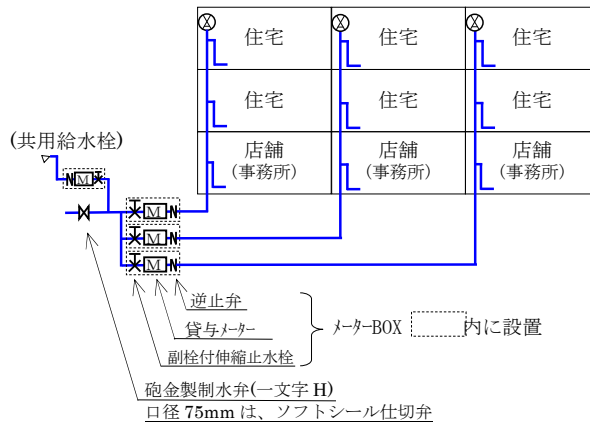 住宅 住宅 住宅
住宅 住宅 住宅
(共用給水栓)
店舗 店舗 店舗
(事務所) (事務所) (事務所)
M
M
M
M
逆止弁
貸与メーター
メーターBOX 内に設置
副栓付伸縮止水栓
砲金製制水弁(一文字 H)
口径 75mm は、ソフトシール仕切弁